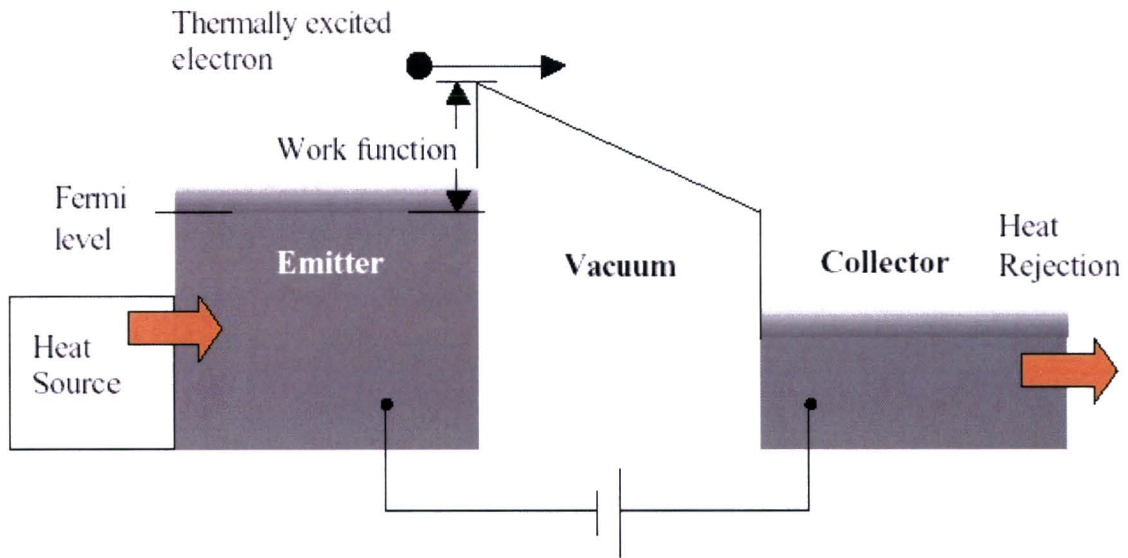 Thermally excited
electron
Work function
Fermi
level
Emitter
Vacuum
Collector
Heat
Rejection
Heat
Source